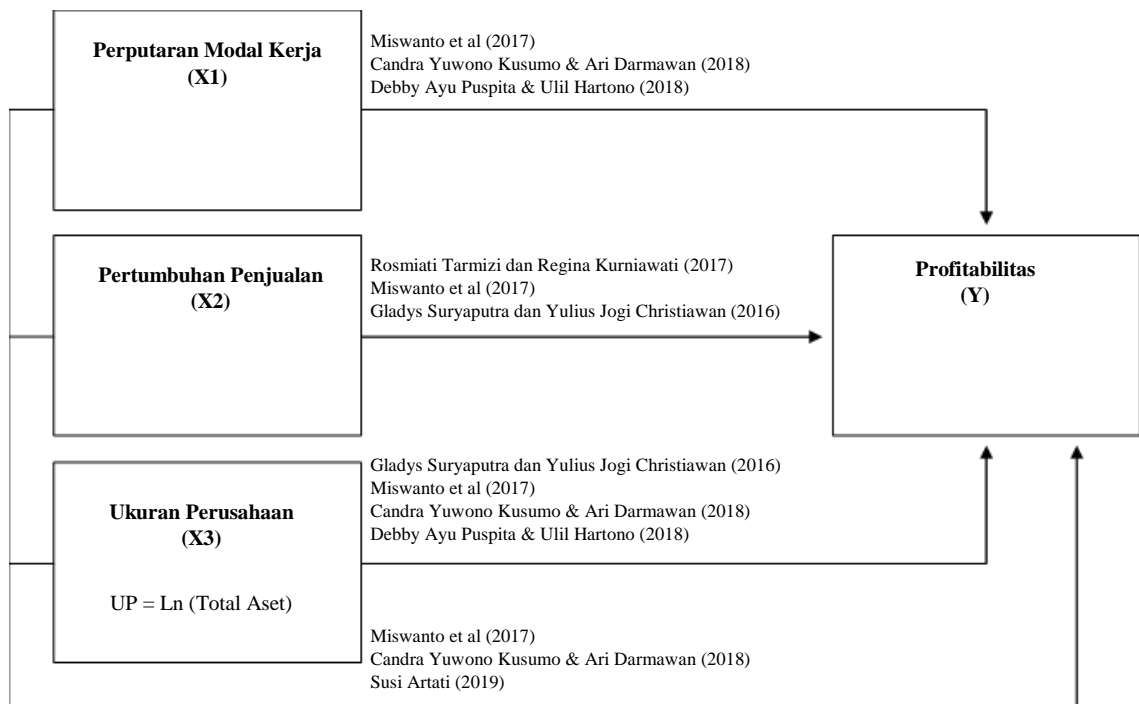 Perputaran Modal Kerja
(X1)
Miswanto et al (2017)
Candra Yuwono Kusumo & Ari Darmawan (2018)
Debby Ayu Puspita & Ulil Hartono (2018)
Pertumbuhan Penjualan
(X2)
Rosmiati Tarmizi dan Regina Kurniawati (2017)
Miswanto et al (2017)
Gladys Suryaputra dan Yulius Jogi Christiawan (2016)
Profitabilitas
(Y)
Ukuran Perusahaan
(X3)
UP = Ln (Total Aset)
Gladys Suryaputra dan Yulius Jogi Christiawan (2016)
Miswanto et al (2017)
Candra Yuwono Kusumo & Ari Darmawan (2018)
Debby Ayu Puspita & Ulil Hartono (2018)
Miswanto et al (2017)
Candra Yuwono Kusumo & Ari Darmawan (2018)
Susi Artati (2019)